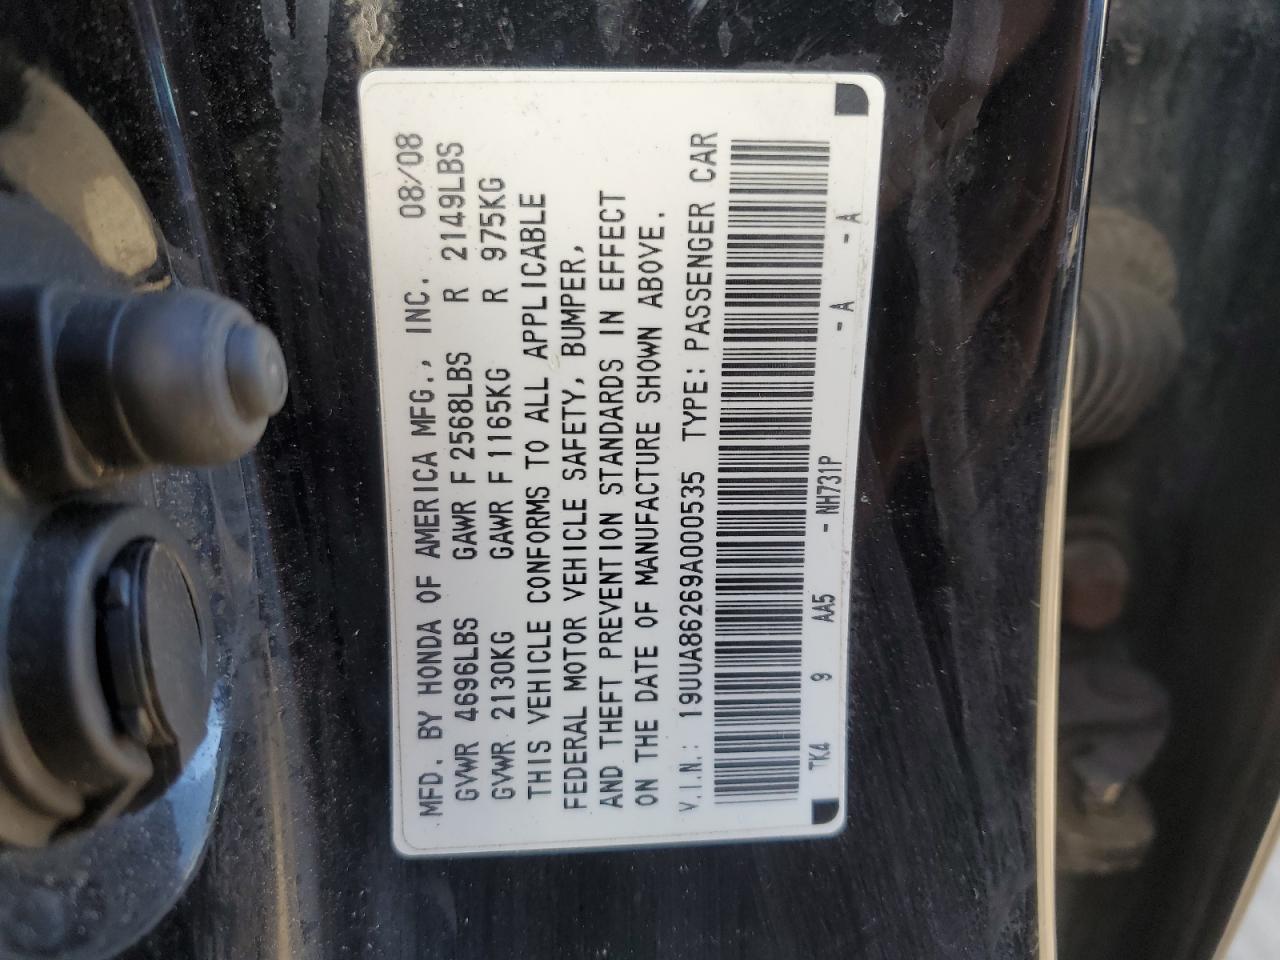 MFD. BY HONDA OF AMERICA MFG., INC. 08/08
GVWR 4696LBS GAWR F 2568LBS R 2149LBS
GVWR 2130KG GAWR F 1165KG R 975KG
THIS VEHICLE CONFORMS TO ALL APPLICABLE
FEDERAL MOTOR VEHICLE SAFETY, BUMPER,
AND THEFT PREVENTION STANDARDS IN EFFECT
ON THE DATE OF MANUFACTURE SHOWN ABOVE.
V.I.N.: 19UUA86269A000535 TYPE: PASSENGER CAR
TK4 9 AA5 - NH731P - A - A